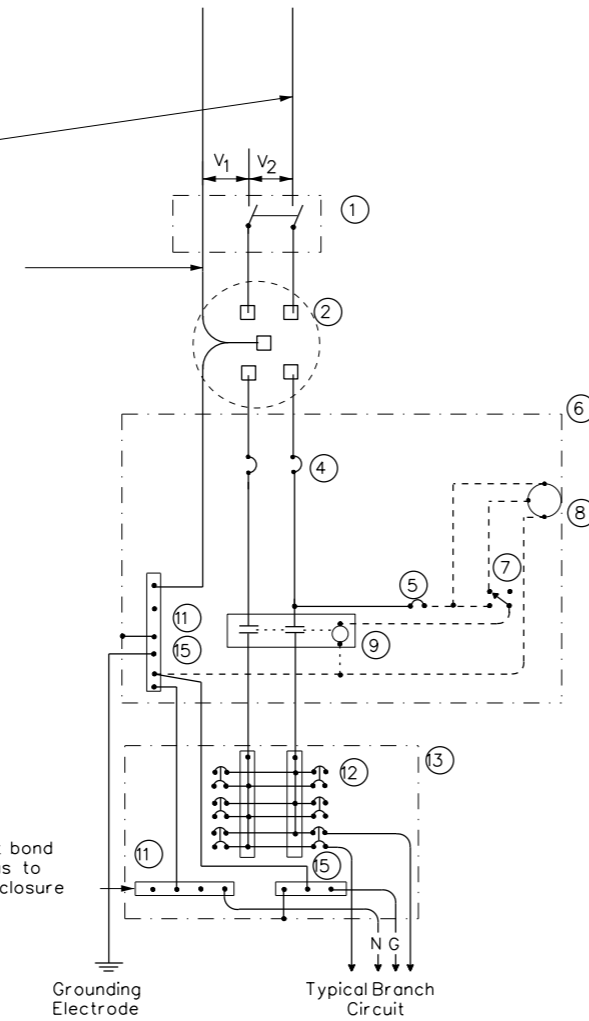 V1
V2
1
2
6
4
8
7
5
11
9
15
13
12
bond
11
15
s to
closure
N G
Grounding
Electrode
Typical Branch
Circuit